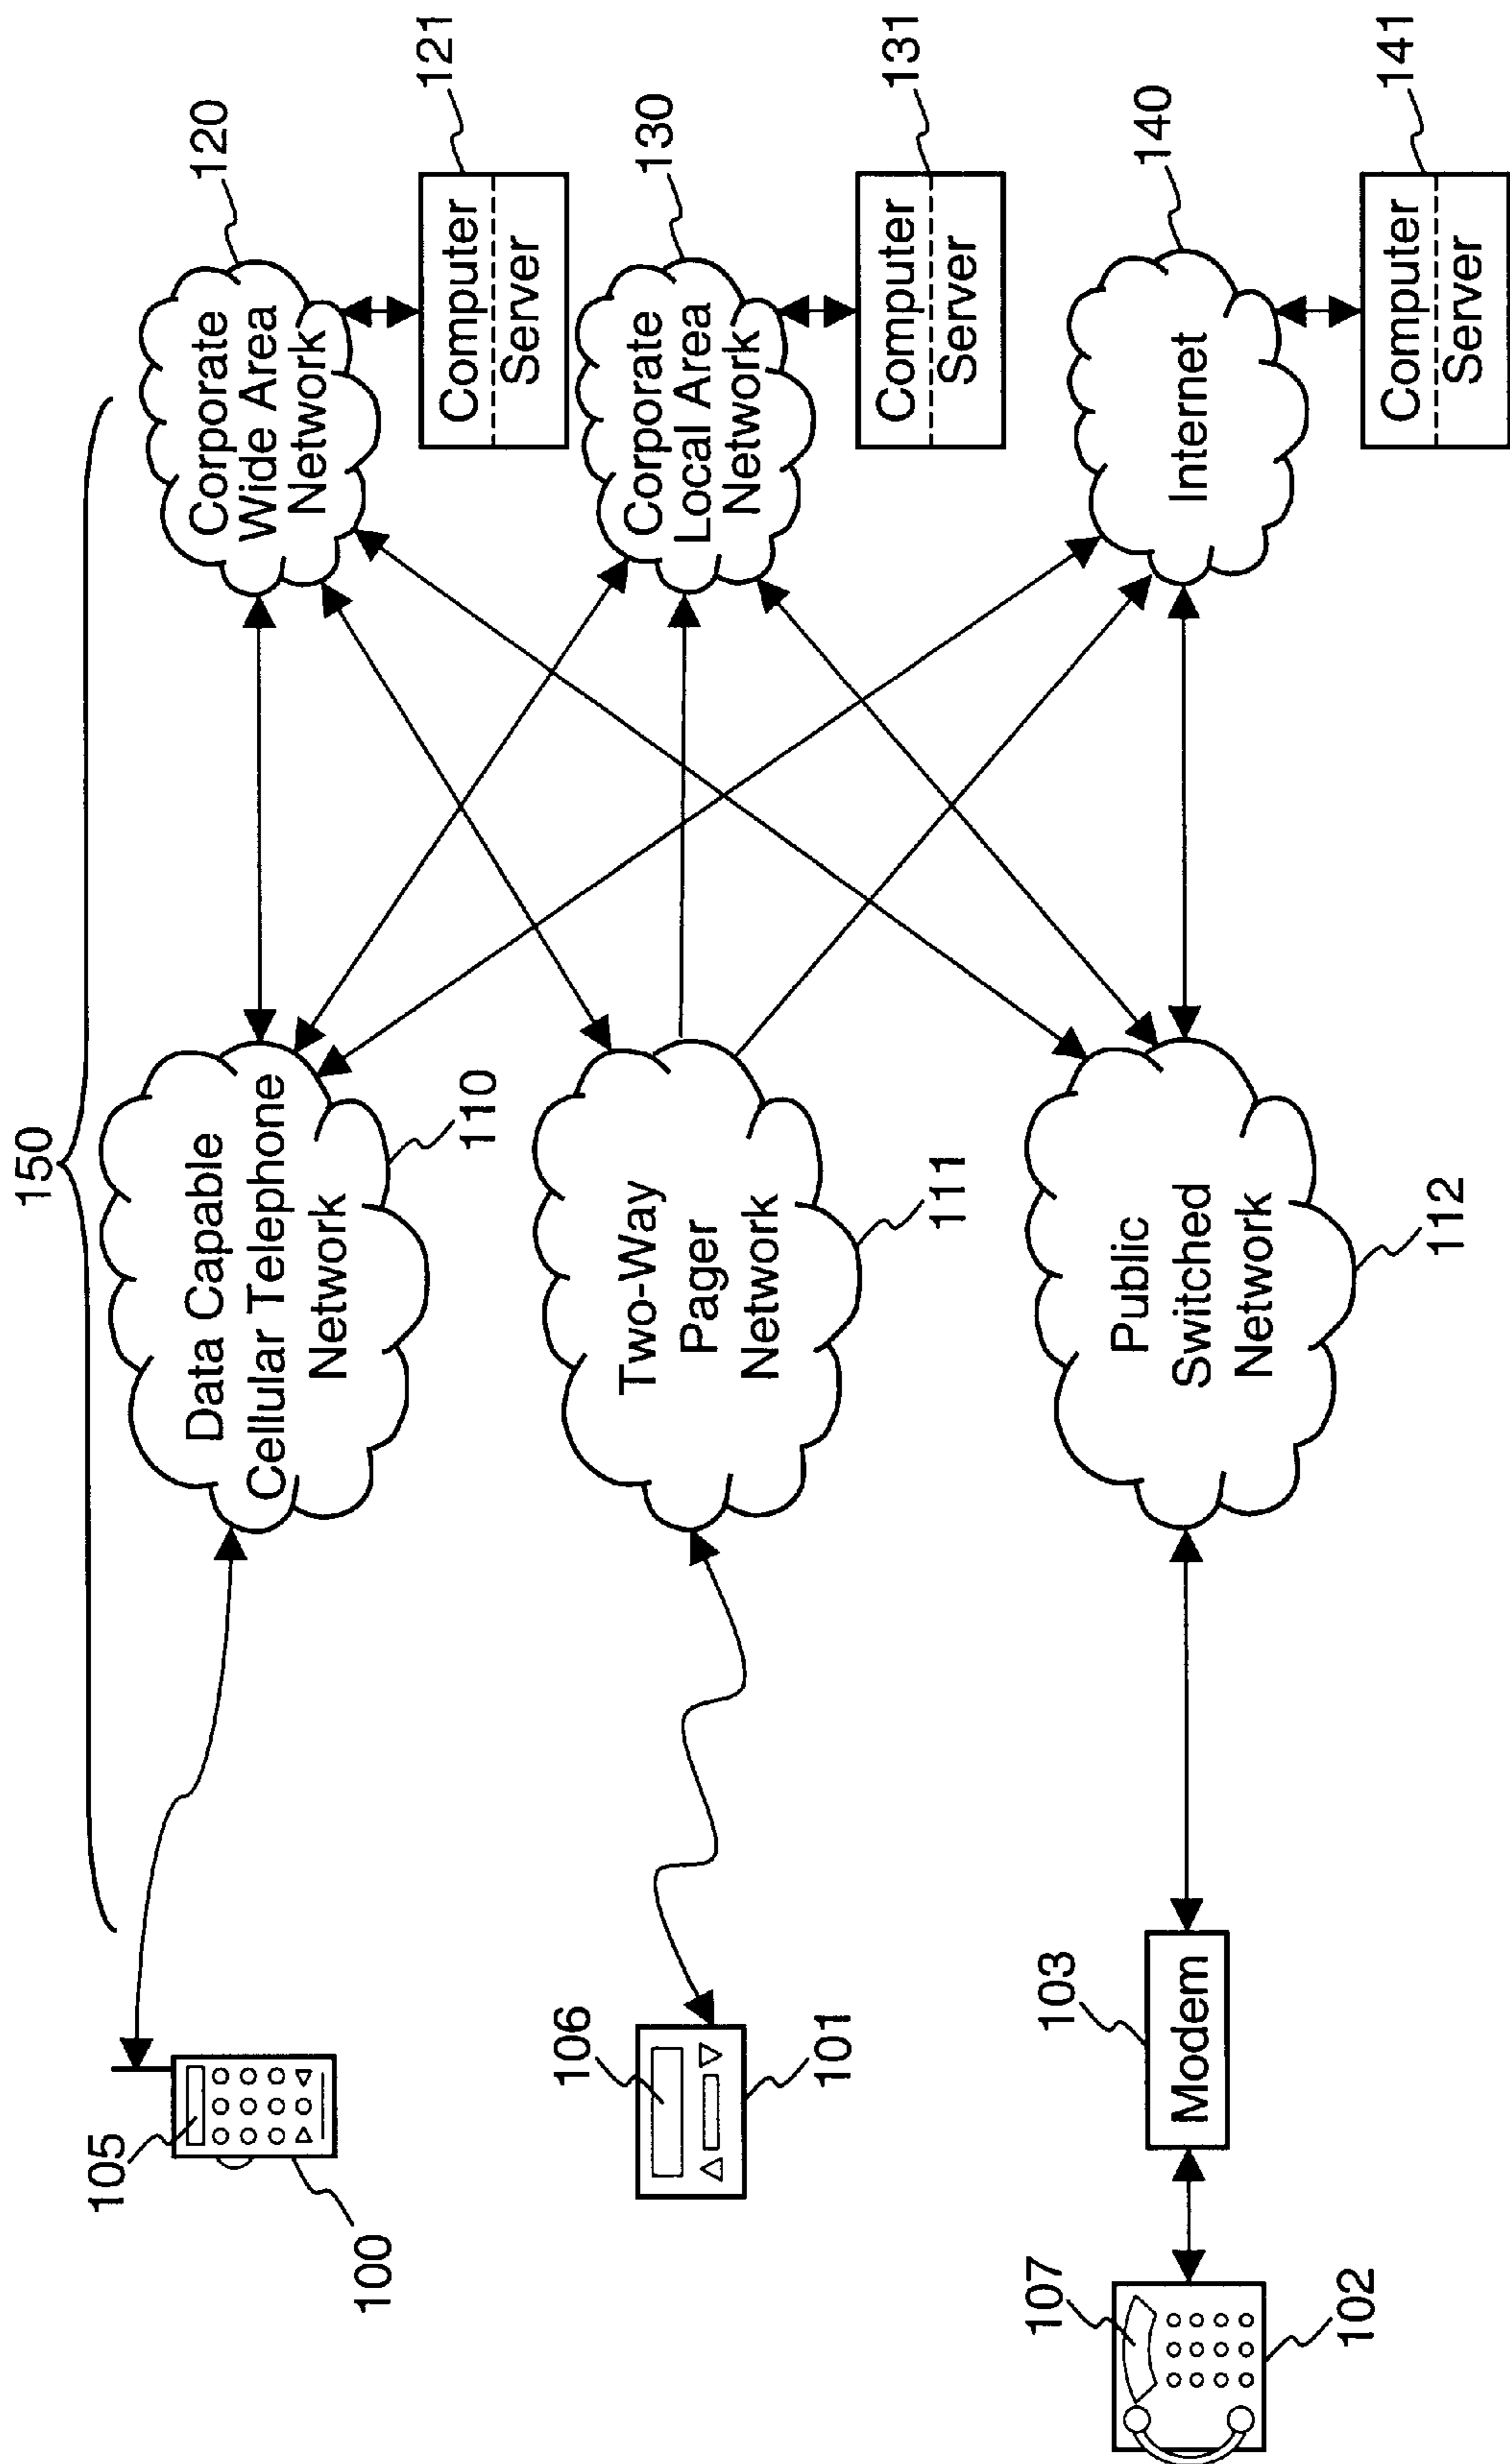 150
105
100
Data Capable
Cellular Telephone
Network
110
Corporate
Wide Area
Network
120
Computer
Server
121
106
101
Two-Way
Pager
Network
111
Corporate
Local Area
Network
130
Computer
Server
131
107
102
103
Modem
Public
Switched
Network
112
Internet
140
Computer
Server
141